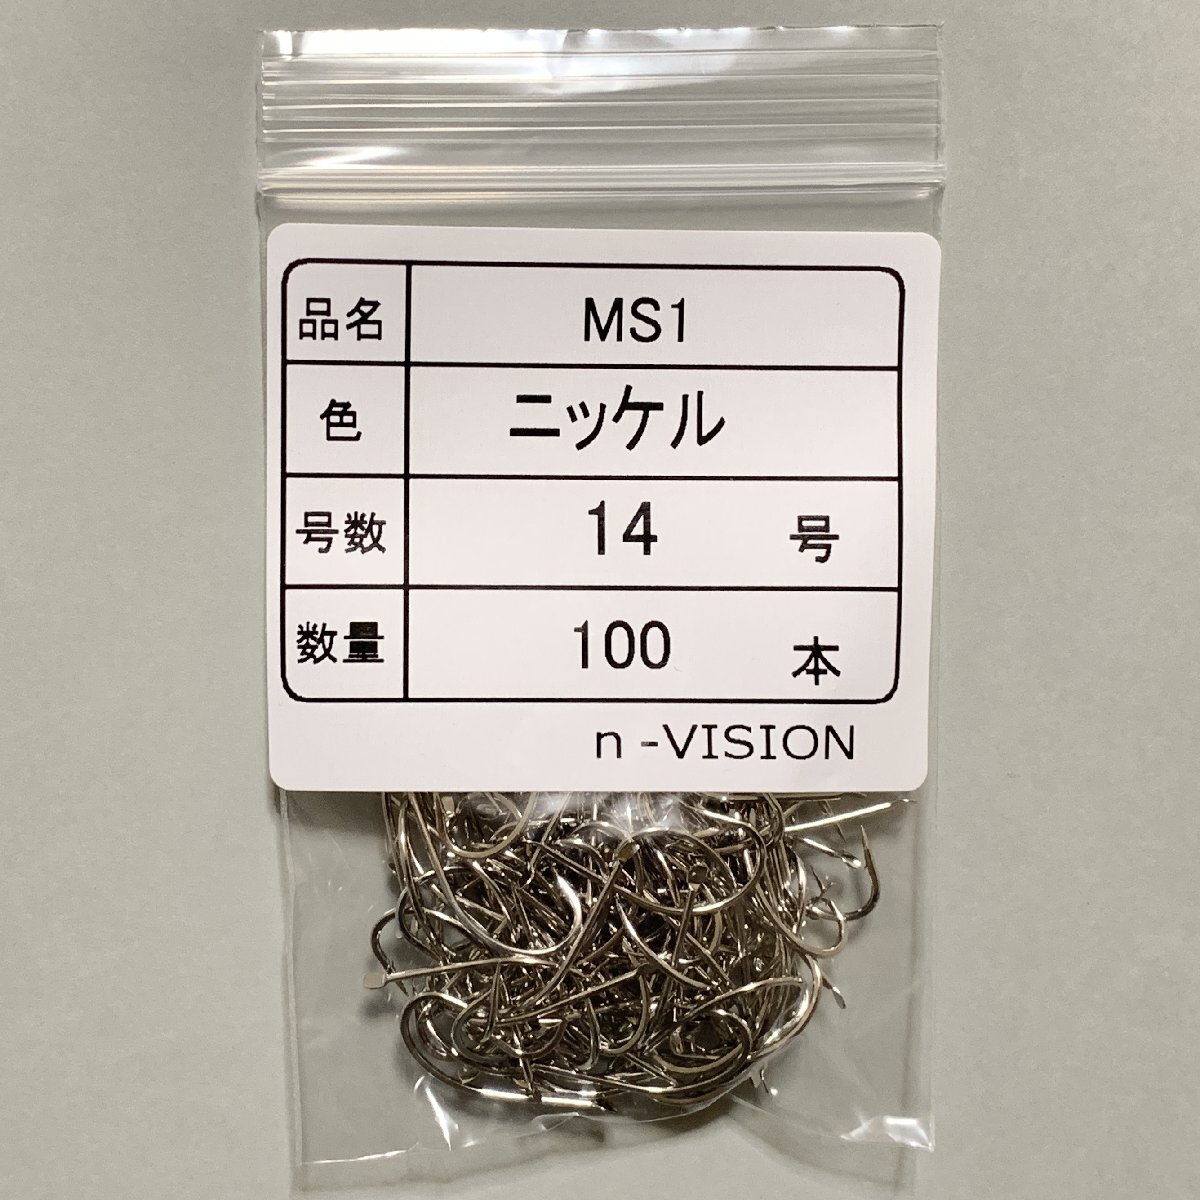 品名 MS1
色 ニッケル
号数 14 号
数量 100 本
n-VISION